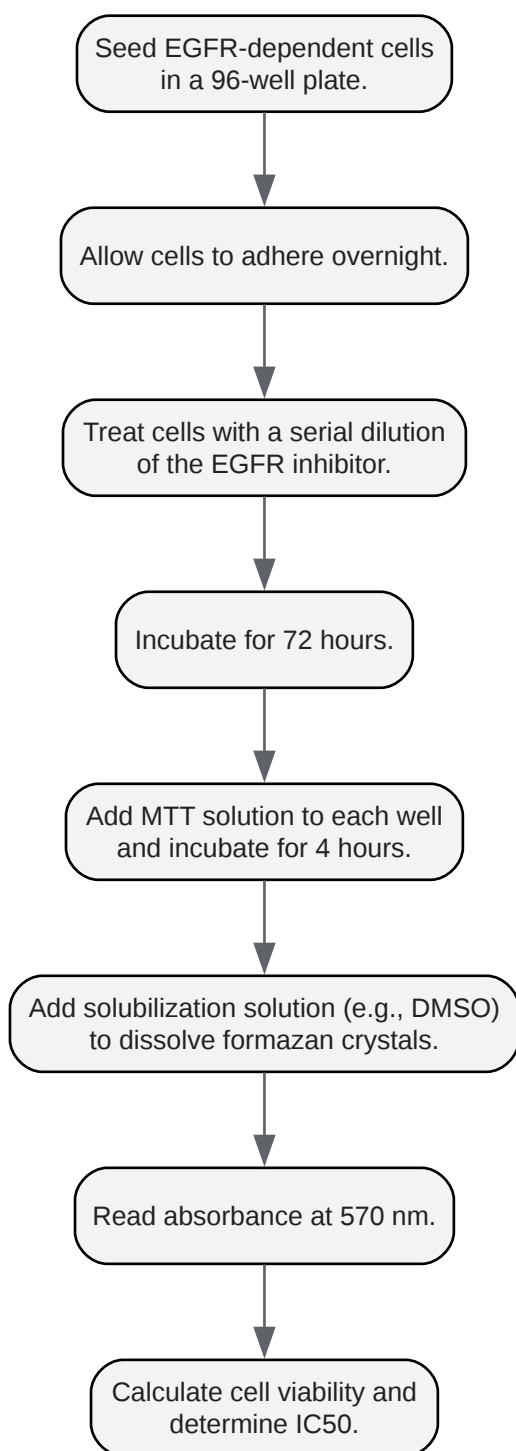 Seed EGFR-dependent cells
in a 96-well plate.
Allow cells to adhere overnight.
Treat cells with a serial dilution
of the EGFR inhibitor.
Incubate for 72 hours.
Add MTT solution to each well
and incubate for 4 hours.
Add solubilization solution (e.g., DMSO)
to dissolve formazan crystals.
Read absorbance at 570 nm.
Calculate cell viability and
determine IC50.